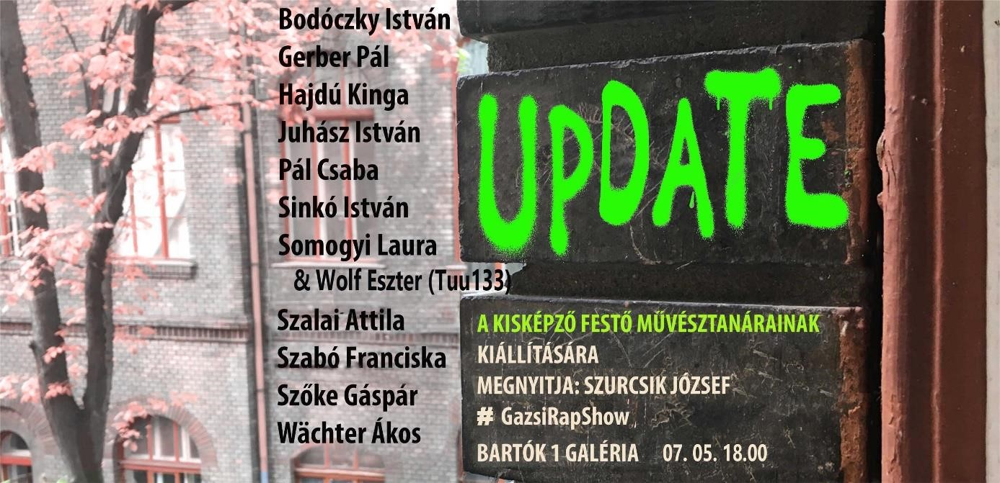 Bodóczky István
Gerber Pál
Hajdú Kinga
Juhász István
Pál Csaba
Sinkó István
Somogyi Laura
& Wolf Eszter (Tuu133)
Szalai Attila
Szabó Franciska
Szőke Gáspár
Wächter Ákos
UPDATE
A KISKÉPZŐ FESTŐ MŰVÉSZTANÁRAINAK
KIÁLLÍTÁSÁRA
MEGNYITJA: SZURCSIK JÓZSEF
# GazsiRapShow
BARTÓK 1 GALÉRIA 07. 05. 18.00